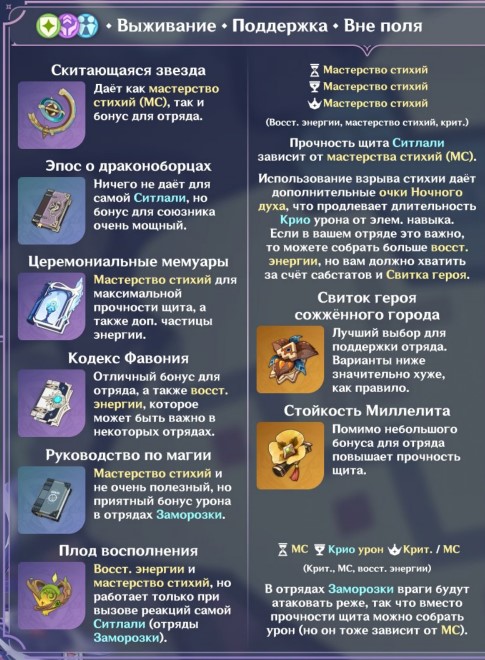 • Выживание • Поддержка • Вне поля
Скитающаяся звезда
Даёт как мастерство
стихий (МС), так и
бонус для отряда.
Эпос о драконоборцах
Ничего не даёт для
самой Ситлали, но
бонус для союзника
очень мощный.
Церемониальные мемуары
Мастерство стихий для
максимальной
прочности щита, а
также доп. частицы
энергии.
Кодекс Фавония
Отличный бонус для
отряда, а также восст.
энергии, которое
может быть важно в
некоторых отрядах.
Руководство по магии
Мастерство стихий и
не очень полезный, но
приятный бонус урона
в отрядах Заморозки.
Плод восполнения
Восст. энергии и
мастерство стихий, но
работает только при
вызове реакций самой
Ситлали (отряды
Заморозки).
Мастерство стихий
Мастерство стихий
Мастерство стихий
(Восст. энергии, мастерство стихий, крит.)
Прочность щита Ситлали
зависит от мастерства стихий (МС).
Использование взрыва стихии даёт
дополнительные очки Ночного
духа, что продлевает длительность
Крио урона от элем. навыка.
Если в вашем отряде это важно,
то можете собрать больше восст.
энергии, но вам должно хватить
за счёт сабстатов и Свитка героя.
Свиток героя
сожжённого города
Лучший выбор для
поддержки отряда.
Варианты ниже
значительно хуже,
как правило.
Стойкость Миллелита
Помимо небольшого
бонуса для отряда
повышает прочность
щита.
МС Крио урон Крит. / МС
(Крит., МС, восст. энергии)
В отрядах Заморозки враги будут
атаковать реже, так что вместо
прочности щита можно собрать
урон (но он тоже зависит от МС).